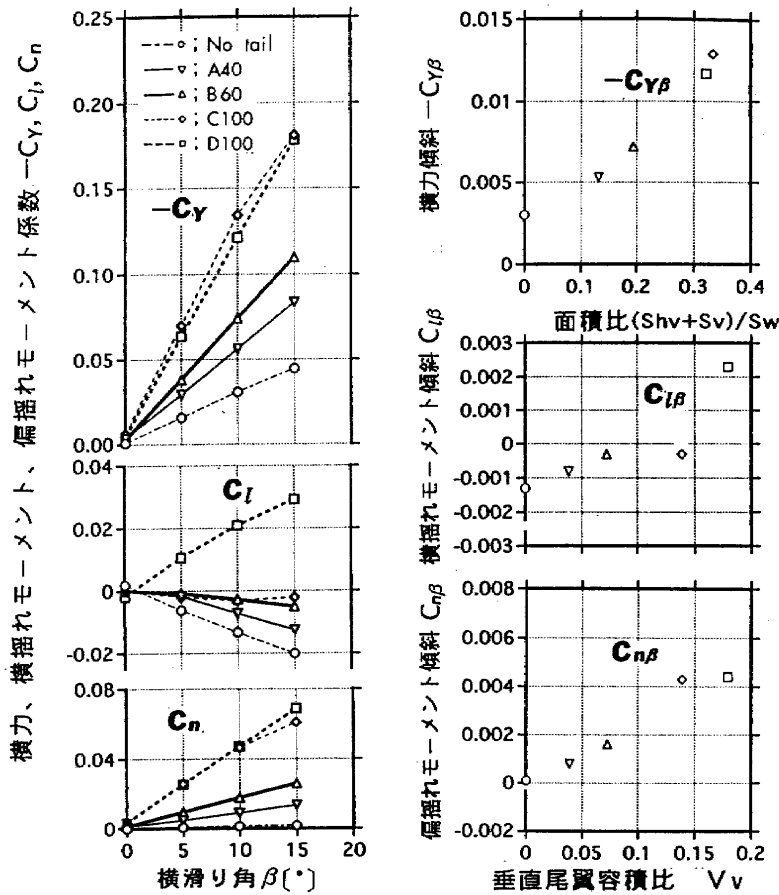 横力、横揺れモーメント、偏揺れモーメント係数 −CY, Cl, Cn
0.25
0.20
0.15
0.10
0.05
0.00
; No tail
; A40
; B60
; C100
; D100
−CY
0.04
0.02
0
-0.02
Cl
0.08
0.04
0
Cn
0 5 10 15 20
横滑り角β[°]
横力傾斜 −CYβ
0.015
0.010
0.005
0.000
−CYβ
0 0.1 0.2 0.3 0.4
面積比(Shv+Sv)/Sw
横揺れモーメント傾斜 Clβ
0.003
0.002
0.001
0
-0.001
-0.002
-0.003
Clβ
偏揺れモーメント傾斜 Cnβ
0.008
0.006
0.004
0.002
0
-0.002
Cnβ
0 0.05 0.1 0.15 0.2
垂直尾翼容積比 Vv